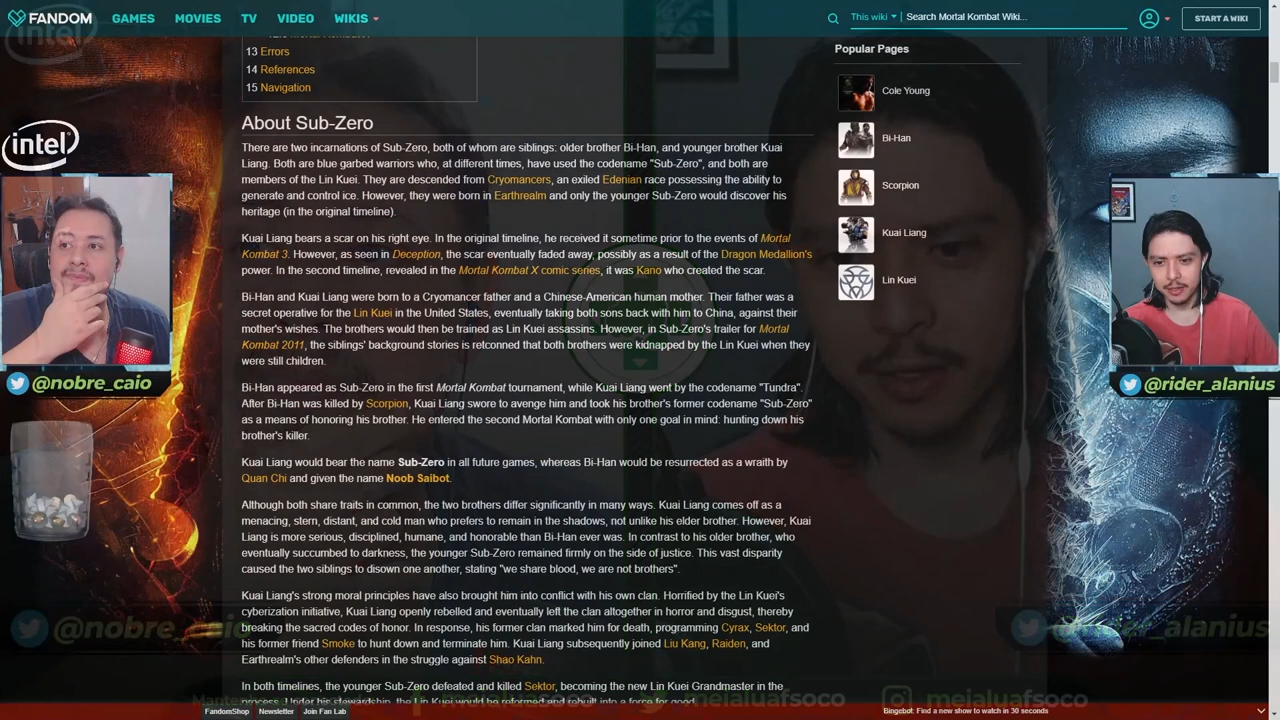 FANDOM
GAMES
MOVIES
TV
VIDEO
WIKIS
This wiki
Search Mortal Kombat Wiki...
START A WIKI
13 Errors
14 References
15 Navigation
Popular Pages
Cole Young
Bi-Han
Scorpion
Kuai Liang
Lin Kuei
About Sub-Zero
There are two incarnations of Sub-Zero, both of whom are siblings: older brother Bi-Han, and younger brother Kuai
Liang. Both are blue garbed warriors who, at different times, have used the codename "Sub-Zero", and both are
members of the Lin Kuei. They are descended from Cryomancers, an exiled Edenian race possessing the ability to
generate and control ice. However, they were born in Earthrealm and only the younger Sub-Zero would discover his
heritage (in the original timeline).
Kuai Liang bears a scar on his right eye. In the original timeline, he received it sometime prior to the events of Mortal
Kombat 3. However, as seen in Deception, the scar eventually faded away, possibly as a result of the Dragon Medallion's
power. In the second timeline, revealed in the Mortal Kombat X comic series, it was Kano who created the scar.
Bi-Han and Kuai Liang were born to a Cryomancer father and a Chinese-American human mother. Their father was a
secret operative for the Lin Kuei in the United States, eventually taking both sons back with him to China, against their
mother's wishes. The brothers would then be trained as Lin Kuei assassins. However, in Sub-Zero's trailer for Mortal
Kombat 2011, the siblings' background stories is retconned that both brothers were kidnapped by the Lin Kuei when they
were still children.
Bi-Han appeared as Sub-Zero in the first Mortal Kombat tournament, while Kuai Liang went by the codename "Tundra".
After Bi-Han was killed by Scorpion, Kuai Liang swore to avenge him and took his brother's former codename "Sub-Zero"
as a means of honoring his brother. He entered the second Mortal Kombat with only one goal in mind: hunting down his
brother's killer.
Kuai Liang would bear the name Sub-Zero in all future games, whereas Bi-Han would be resurrected as a wraith by
Quan Chi and given the name Noob Saibot.
Although both share traits in common, the two brothers differ significantly in many ways. Kuai Liang comes off as a
menacing, stern, distant, and cold man who prefers to remain in the shadows, not unlike his elder brother. However, Kuai
Liang is more serious, disciplined, humane, and honorable than Bi-Han ever was. In contrast to his older brother, who
eventually succumbed to darkness, the younger Sub-Zero remained firmly on the side of justice. This vast disparity
caused the two siblings to disown one another, stating "we share blood, we are not brothers".
Kuai Liang's strong moral principles have also brought him into conflict with his own clan. Horrified by the Lin Kuei's
cyberization initiative, Kuai Liang openly rebelled and eventually left the clan altogether in horror and disgust, thereby
breaking the sacred codes of honor. In response, his former clan marked him for death, programming Cyrax, Sektor, and
his former friend Smoke to hunt down and terminate him. Kuai Liang subsequently joined Liu Kang, Raiden, and
Earthrealm's other defenders in the struggle against Shao Kahn.
In both timelines, the younger Sub-Zero defeated and killed Sektor, becoming the new Lin Kuei Grandmaster in the
process. Under his stewardship, the Lin Kuei would be reformed and rebuilt into a force for good.
intel
intel
@nobre_caio
@rider_alanius
@nobre_caio
@rider_alanius
meialuafsoco
meialuafsoco
FandomShop
Newsletter
Join Fan Lab
Bingebot: Find a new show to watch in 30 seconds